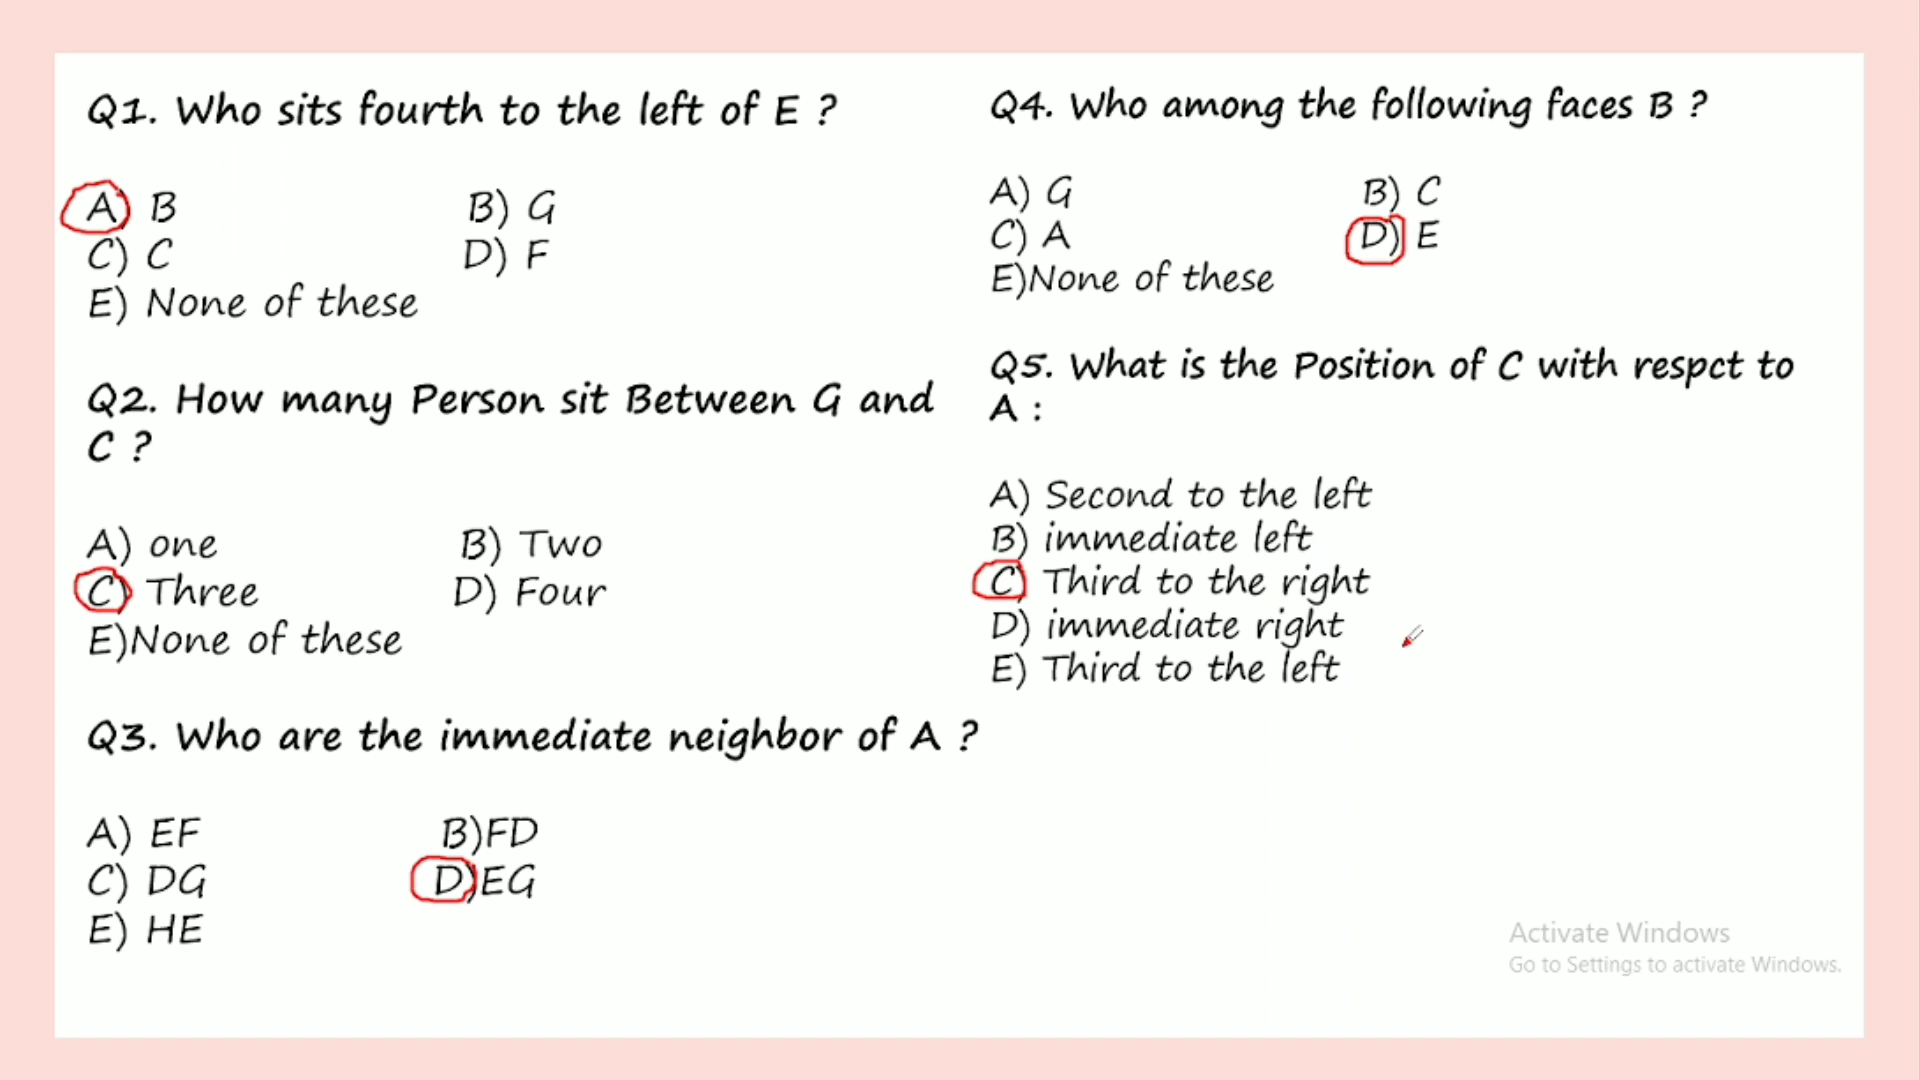 Q1. Who sits fourth to the left of E ?
A) B B) G
C) C D) F
E) None of these
Q2. How many Person sit Between G and
C ?
A) one B) Two
C) Three D) Four
E)None of these
Q3. Who are the immediate neighbor of A ?
A) EF B)FD
C) DG D)EG
E) HE
Q4. Who among the following faces B ?
A) G B) C
C) A D) E
E)None of these
Q5. What is the Position of C with respct to
A :
A) Second to the left
B) immediate left
C) Third to the right
D) immediate right
E) Third to the left
Activate Windows
Go to Settings to activate Windows.